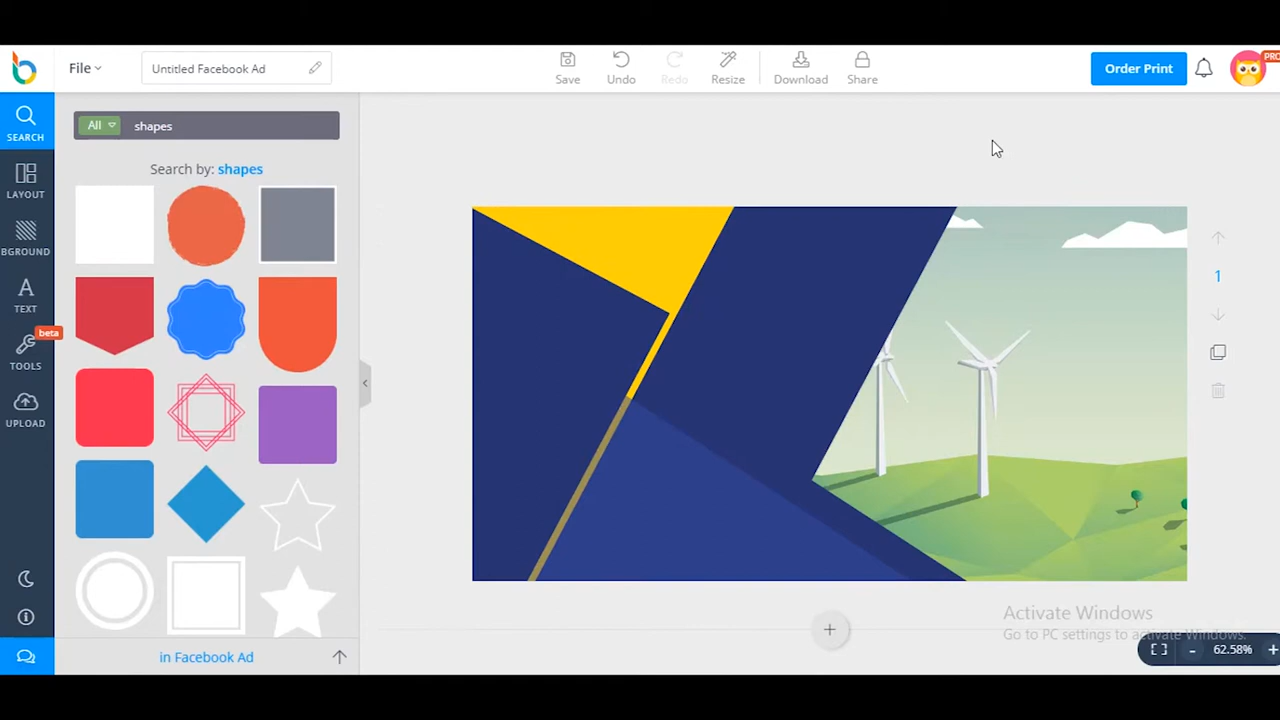 File
Untitled Facebook Ad
Save
Undo
Redo
Resize
Download
Share
Order Print
PRO
SEARCH
LAYOUT
BGROUND
TEXT
beta
TOOLS
UPLOAD
All
shapes
Search by: shapes
1
in Facebook Ad
Activate Windows
Go to PC settings to activate Windows.
- 62.58% +